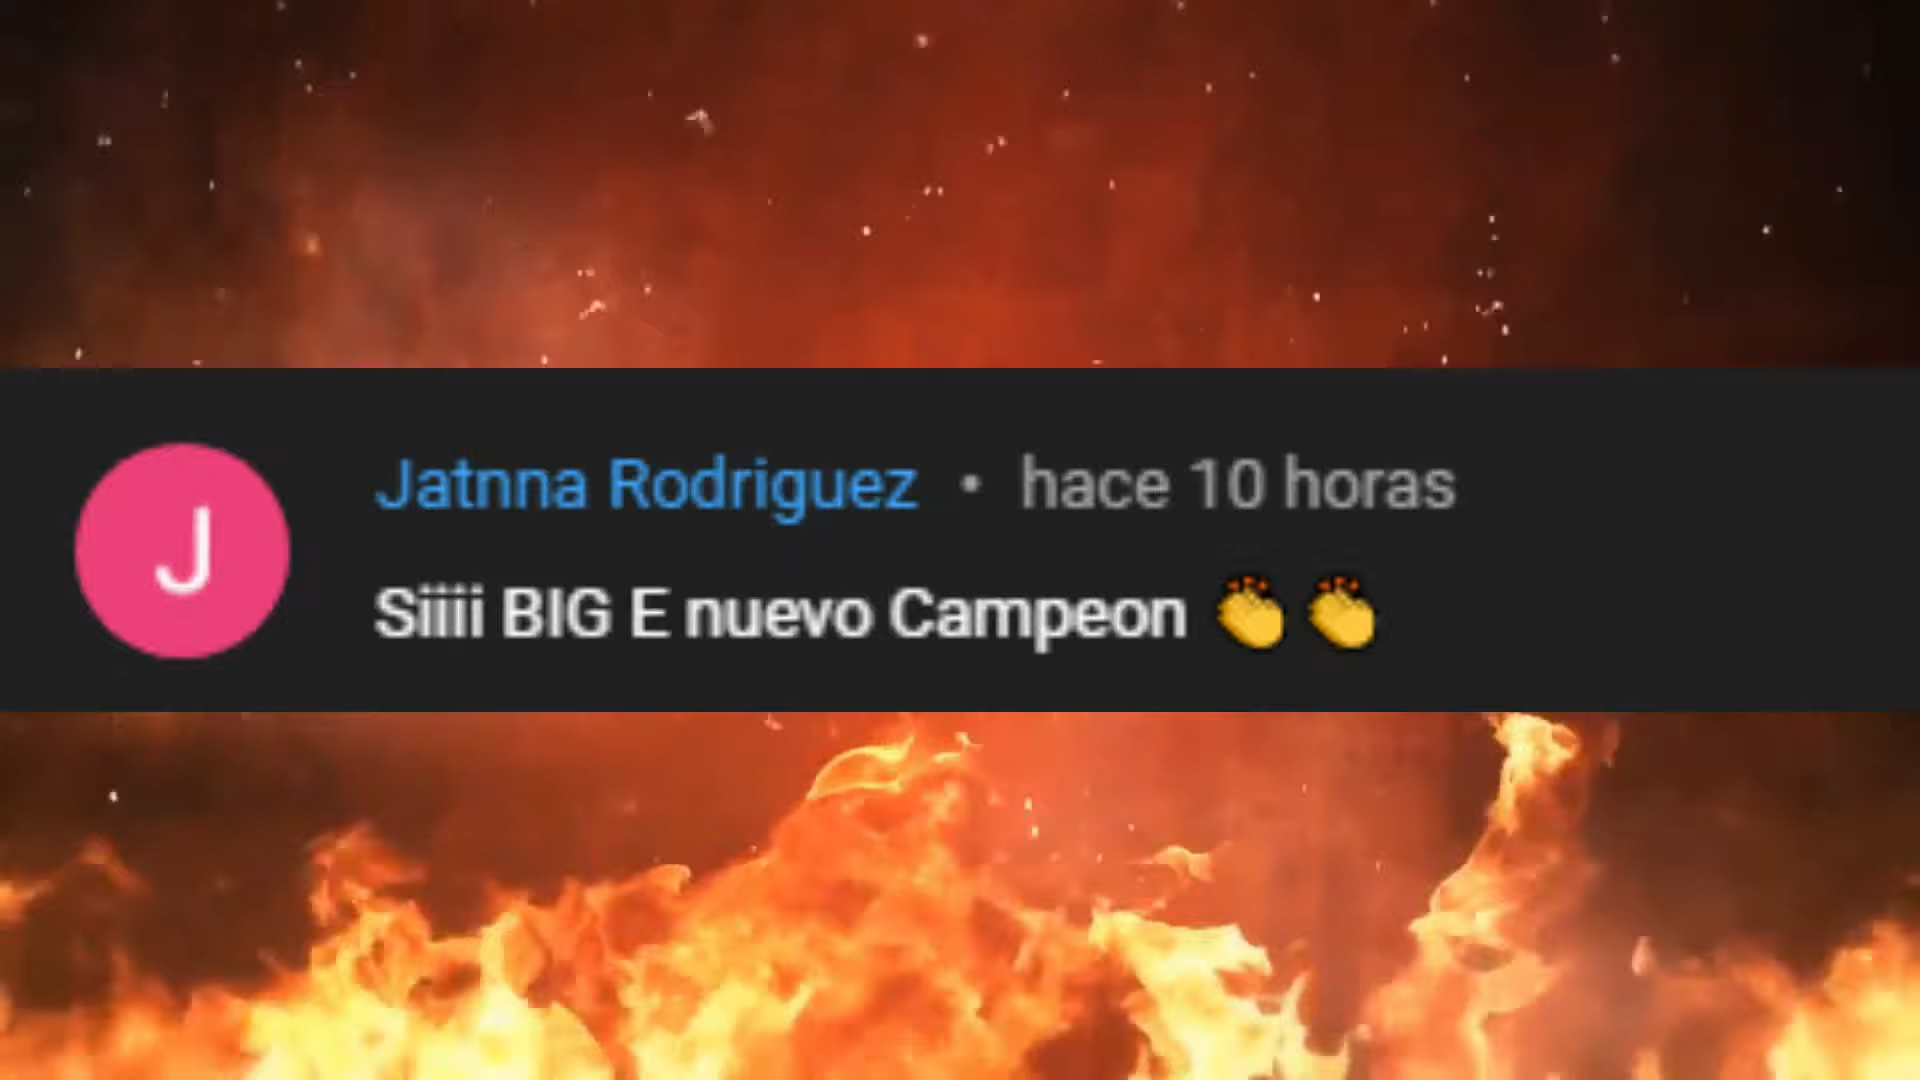 J
Jatnna Rodriguez • hace 10 horas
Siiii BIG E nuevo Campeon 👏 👏